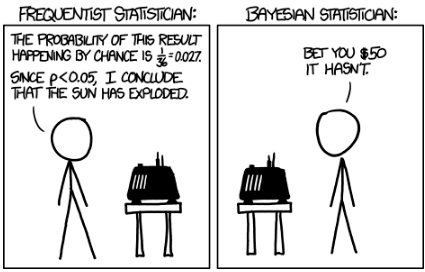 FREQUENTIST STATISTICIAN:
THE PROBABILITY OF THIS RESULT
HAPPENING BY CHANCE IS 1/36 = 0.027.
SINCE p<0.05, I CONCLUDE
THAT THE SUN HAS EXPLODED.
BAYESIAN STATISTICIAN:
BET YOU $50
IT HASN'T.